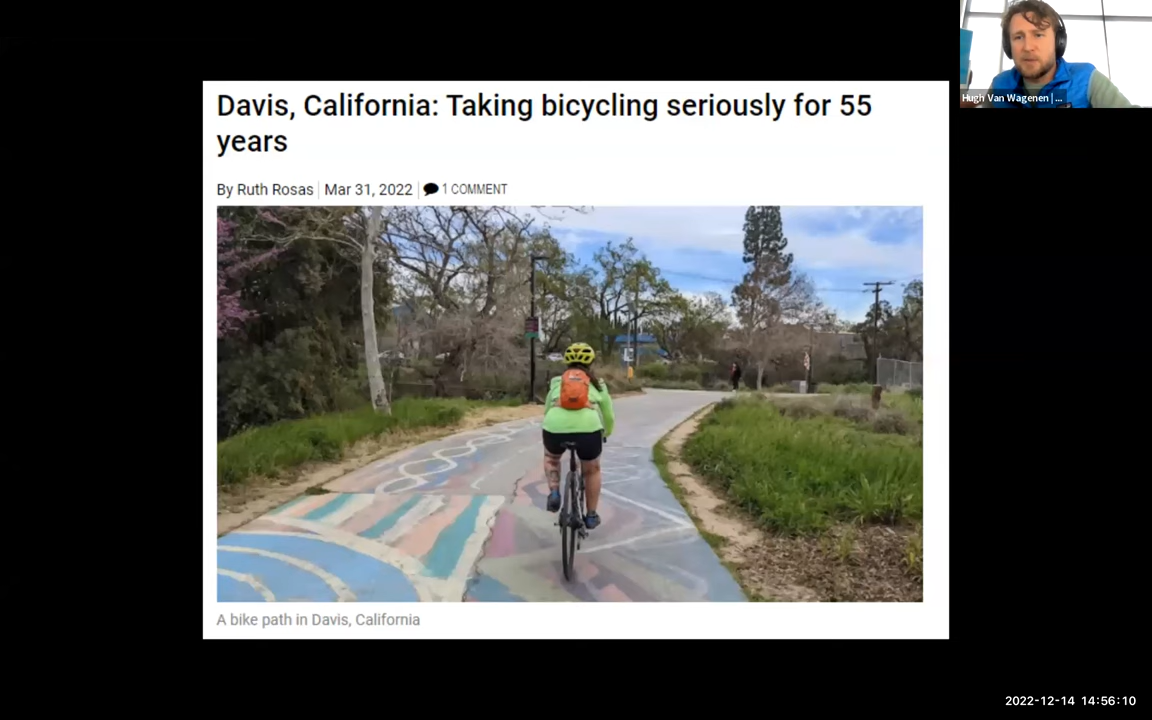 Davis, California: Taking bicycling seriously for 55
years
By Ruth Rosas Mar 31, 2022 1 COMMENT
A bike path in Davis, California
Hugh Van Wagenen | ...
2022-12-14 14:56:10